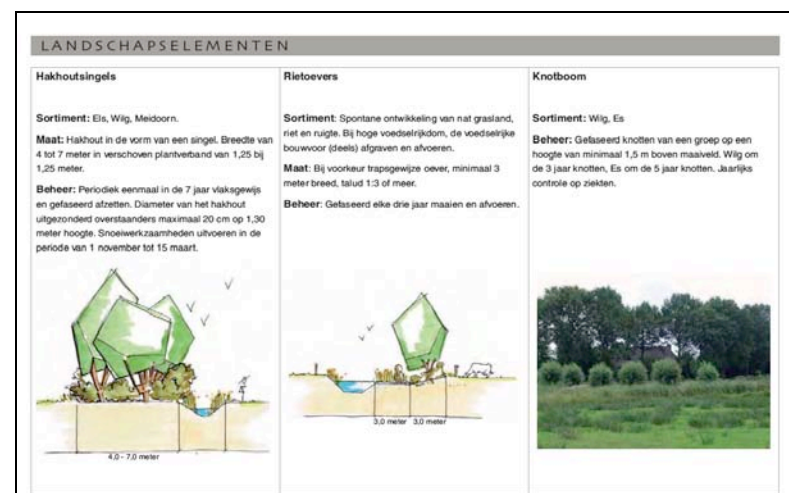 LANDSCHAPSELEMENTEN
Hakhoutsingels
Sortiment: Els, Wilg, Meidoorn.
Maat: Hakhout in de vorm van een singel. Breedte van
4 tot 7 meter in verschoven plantverband van 1,25 bij
1,25 meter.
Beheer: Periodiek eenmaal in de 7 jaar vlaksgewijs
en gefaseerd afzetten. Diameter van het hakhout
uitgezonderd overstaanders maximaal 20 cm op 1,30
meter hoogte. Snoeiwerkzaamheden uitvoeren in de
periode van 1 november tot 15 maart.
4,0 - 7,0 meter
Rietoevers
Sortiment: Spontane ontwikkeling van nat grasland,
riet en ruigte. Bij hoge voedselrijkdom, de voedselrijke
bouwvoor (deels) afgraven en afvoeren.
Maat: Bij voorkeur trapsgewijze oever, minimaal 3
meter breed, talud 1:3 of meer.
Beheer: Gefaseerd elke drie jaar maaien en afvoeren.
3,0 meter 3,0 meter
Knotboom
Sortiment: Wilg, Es
Beheer: Gefaseerd knotten van een groep op een
hoogte van minimaal 1,5 m boven maaiveld. Wilg om
de 3 jaar knotten, Es om de 5 jaar knotten. Jaarlijks
controle op ziekten.